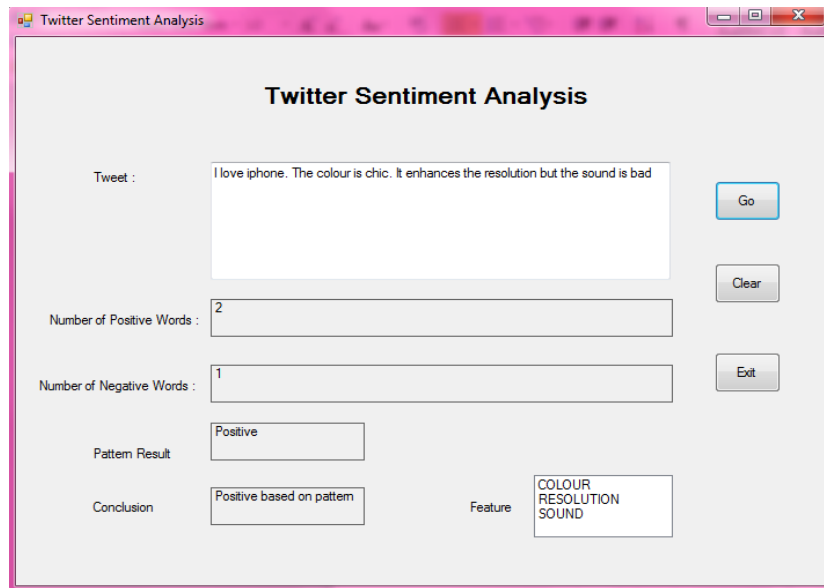 Twitter Sentiment Analysis
Twitter Sentiment Analysis
Tweet :
I love iphone. The colour is chic. It enhances the resolution but the sound is bad
Go
Clear
Number of Positive Words :
2
Number of Negative Words :
1
Exit
Pattern Result
Positive
Conclusion
Positive based on pattern
Feature
COLOUR
RESOLUTION
SOUND